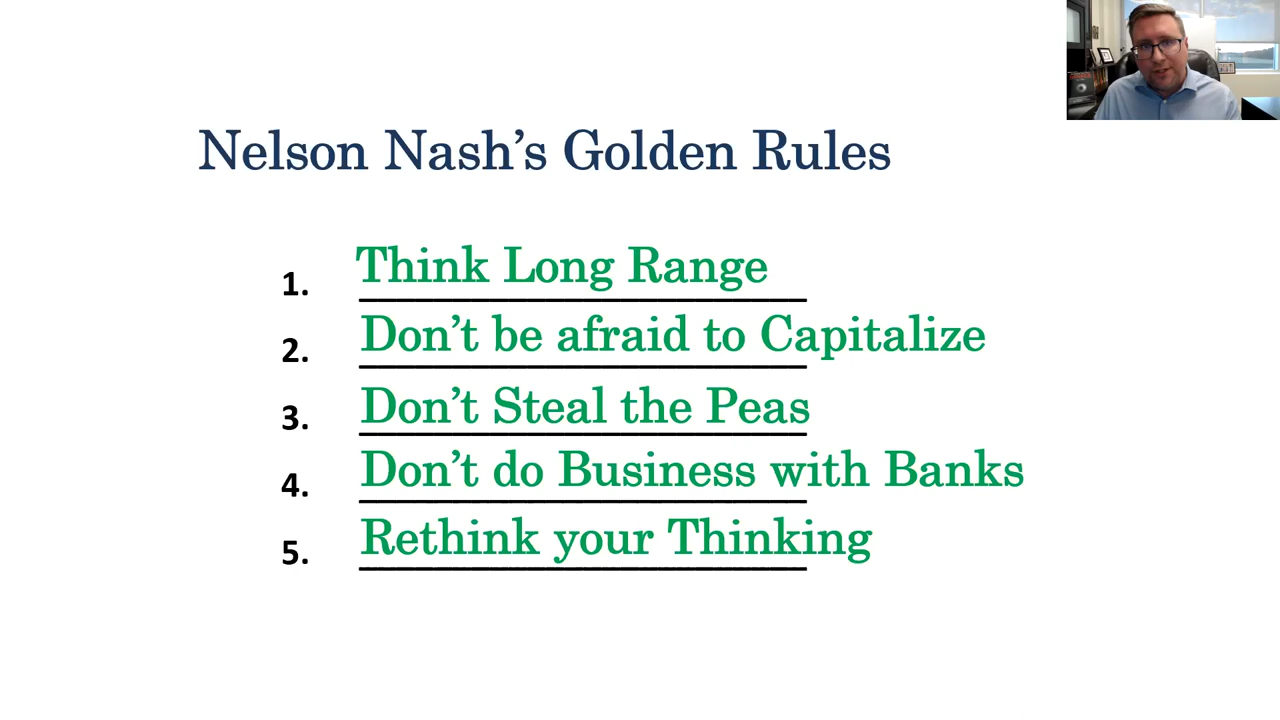 Nelson Nash's Golden Rules
1. Think Long Range
2. Don't be afraid to Capitalize
3. Don't Steal the Peas
4. Don't do Business with Banks
5. Rethink your Thinking